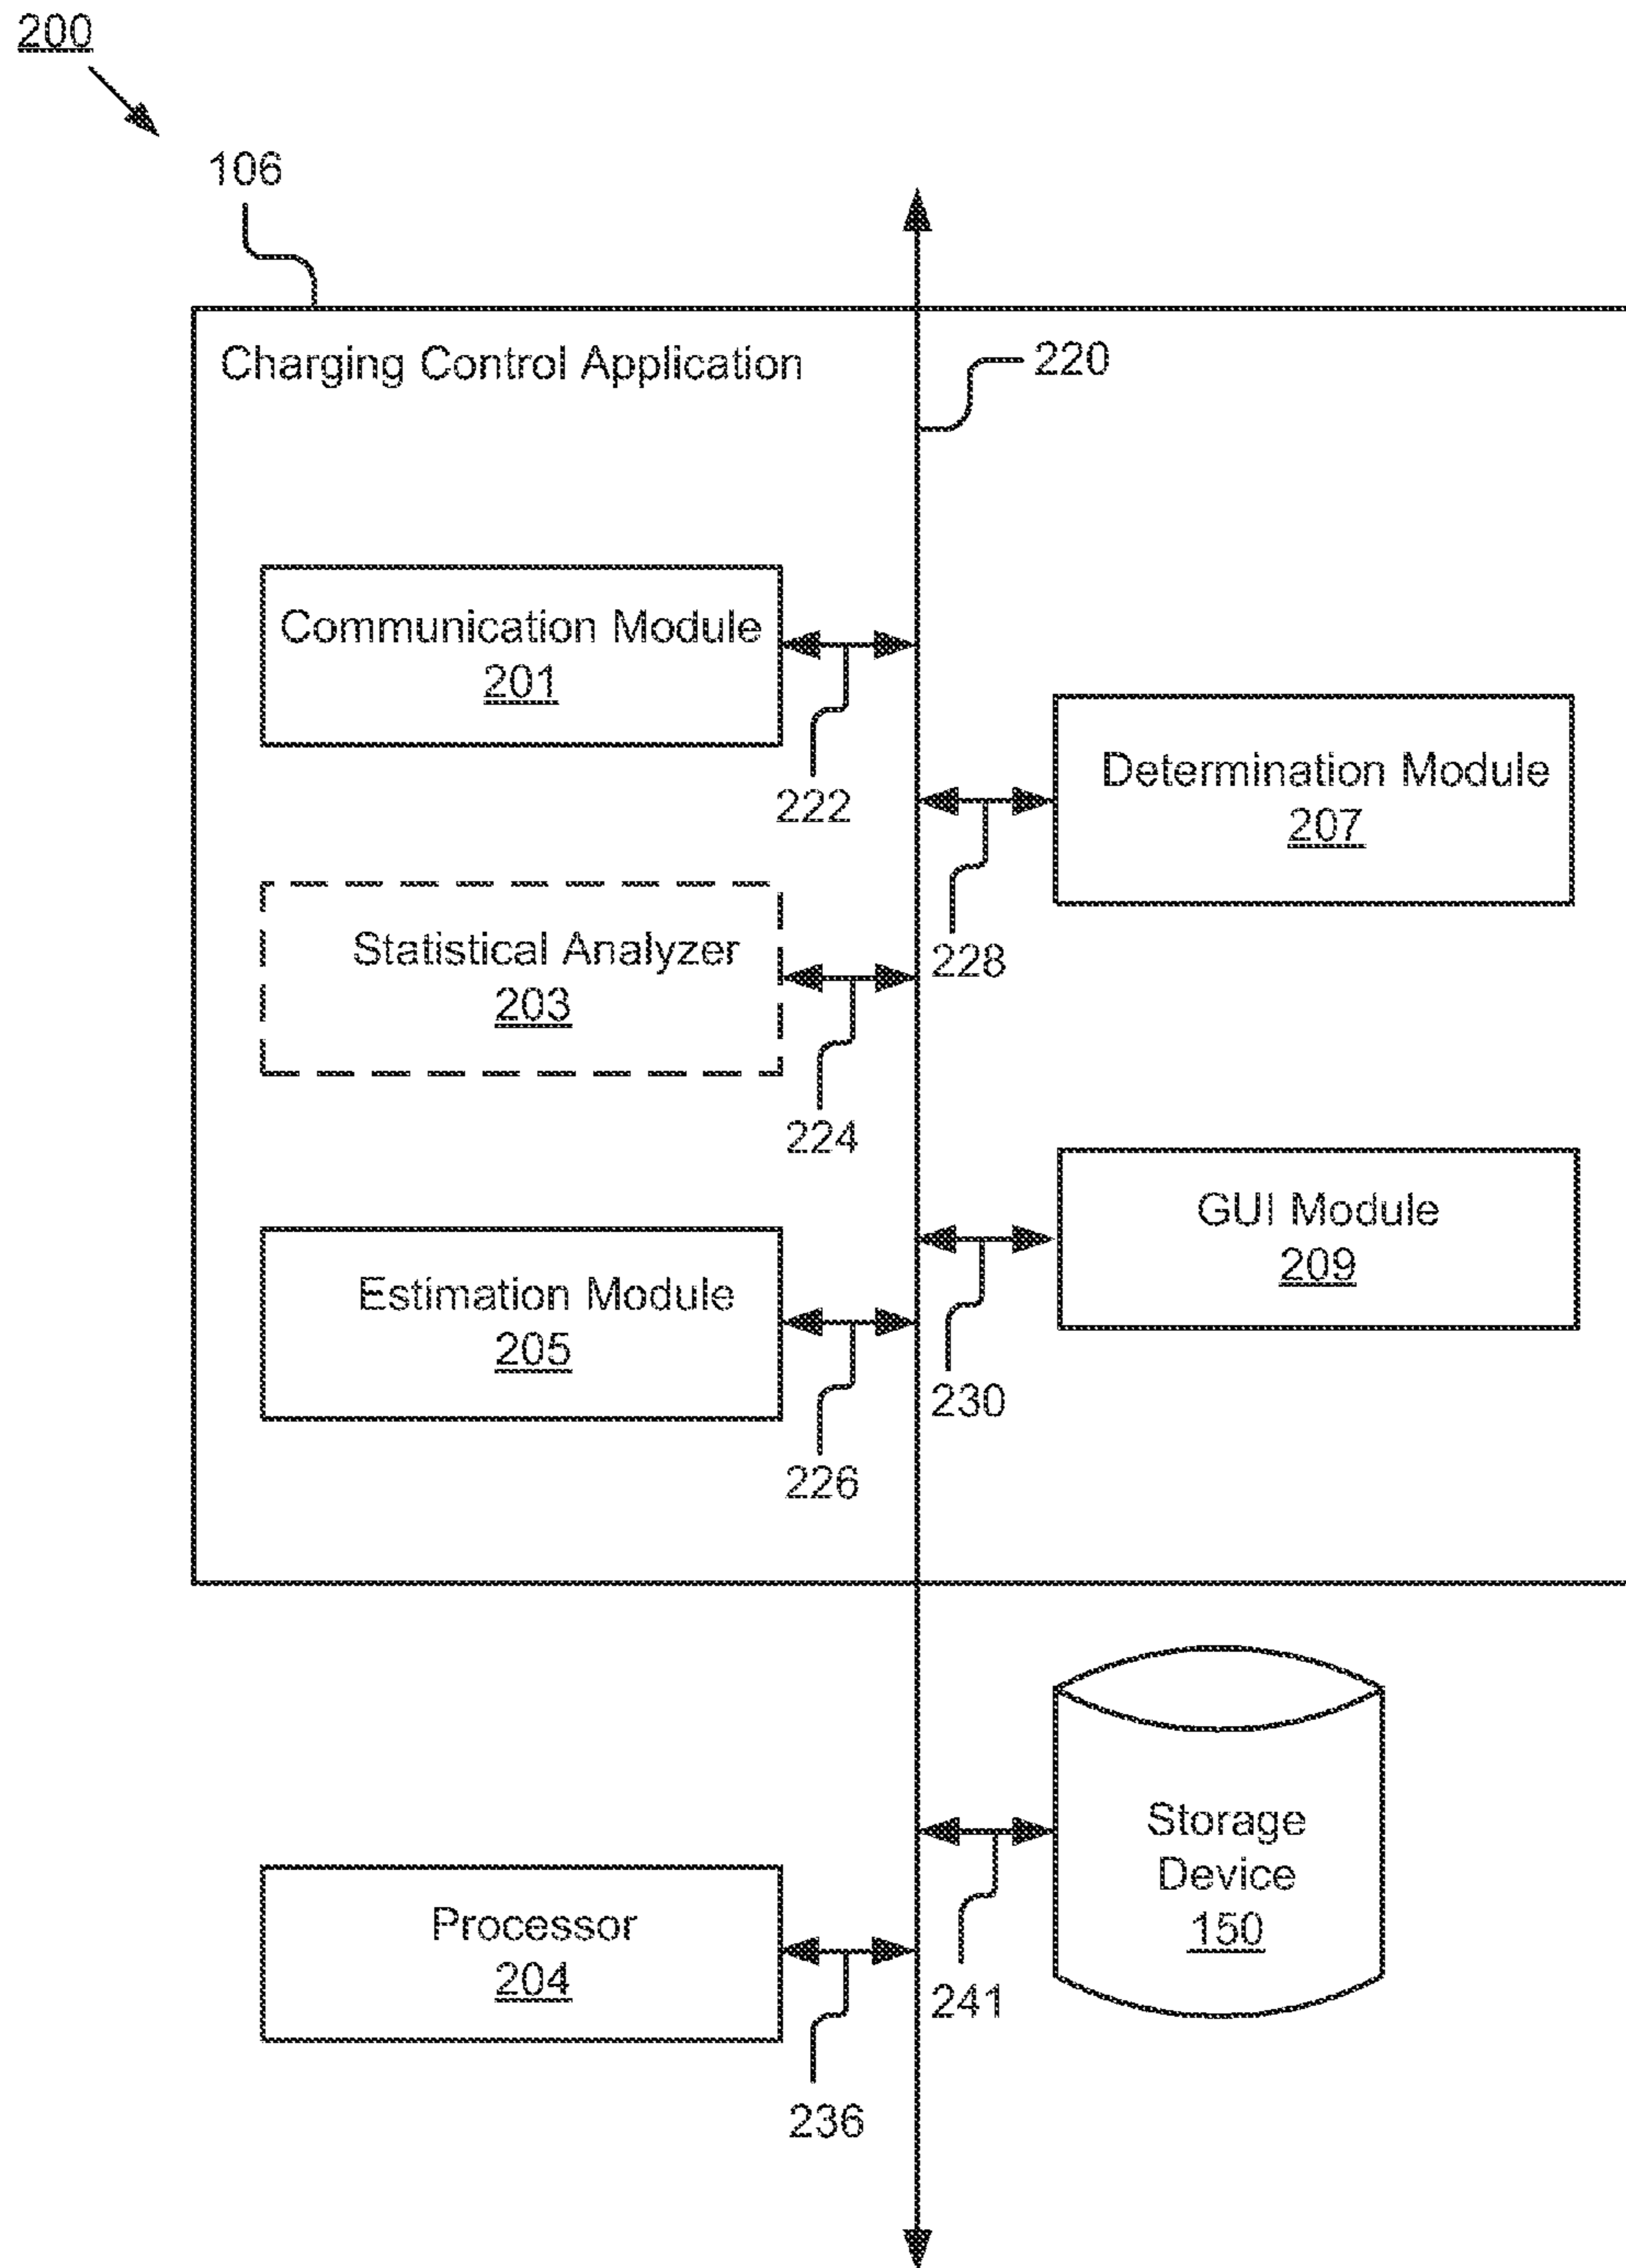 200
106
Charging Control Application
220
Communication Module
201
222
Determination Module
207
228
Statistical Analyzer
203
224
GUI Module
209
230
Estimation Module
205
226
Storage
Device
150
241
Processor
204
236